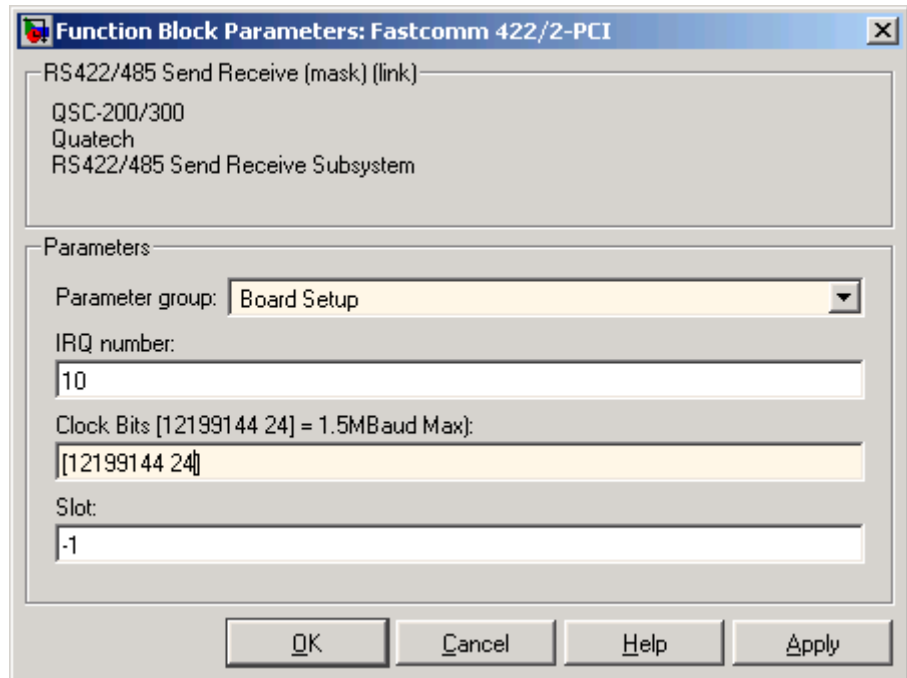 Function Block Parameters: Fastcomm 422/2-PCI
RS422/485 Send Receive (mask) (link)
QSC-200/300
Quatech
RS422/485 Send Receive Subsystem
Parameters
Parameter group: Board Setup
IRQ number:
10
Clock Bits [12199144 24] = 1.5MBaud Max):
[12199144 24]
Slot:
-1
OK Cancel Help Apply